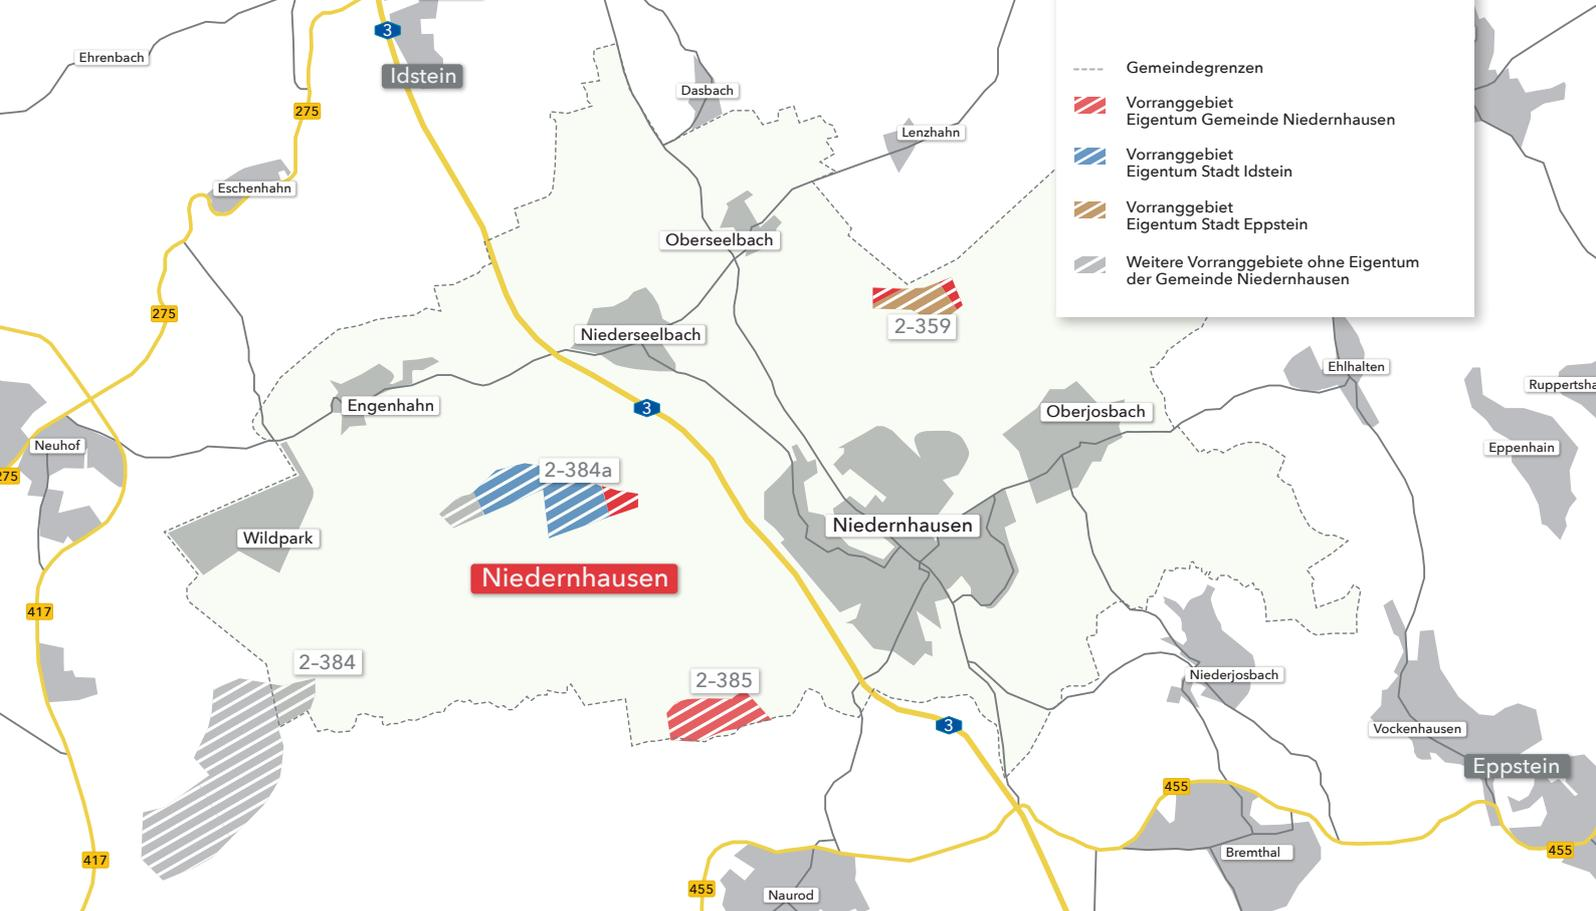 3
Ehrenbach
Idstein
Gemeindegrenzen
Dasbach
275
Vorranggebiet
Eigentum Gemeinde Niedernhausen
Lenzhahn
Vorranggebiet
Eigentum Stadt Idstein
Eschenhahn
Vorranggebiet
Eigentum Stadt Eppstein
Oberseelbach
Weitere Vorranggebiete ohne Eigentum
der Gemeinde Niedernhausen
275
2-359
Niederseelbach
Ehlhalten
Ruppertsha
Engenhahn
3
Oberjosbach
Neuhof
Eppenhain
275
2-384a
Niedernhausen
Wildpark
Niedernhausen
417
2-384
2-385
Niederjosbach
3
Vockenhausen
Eppstein
455
417
Bremthal
455
455
Naurod